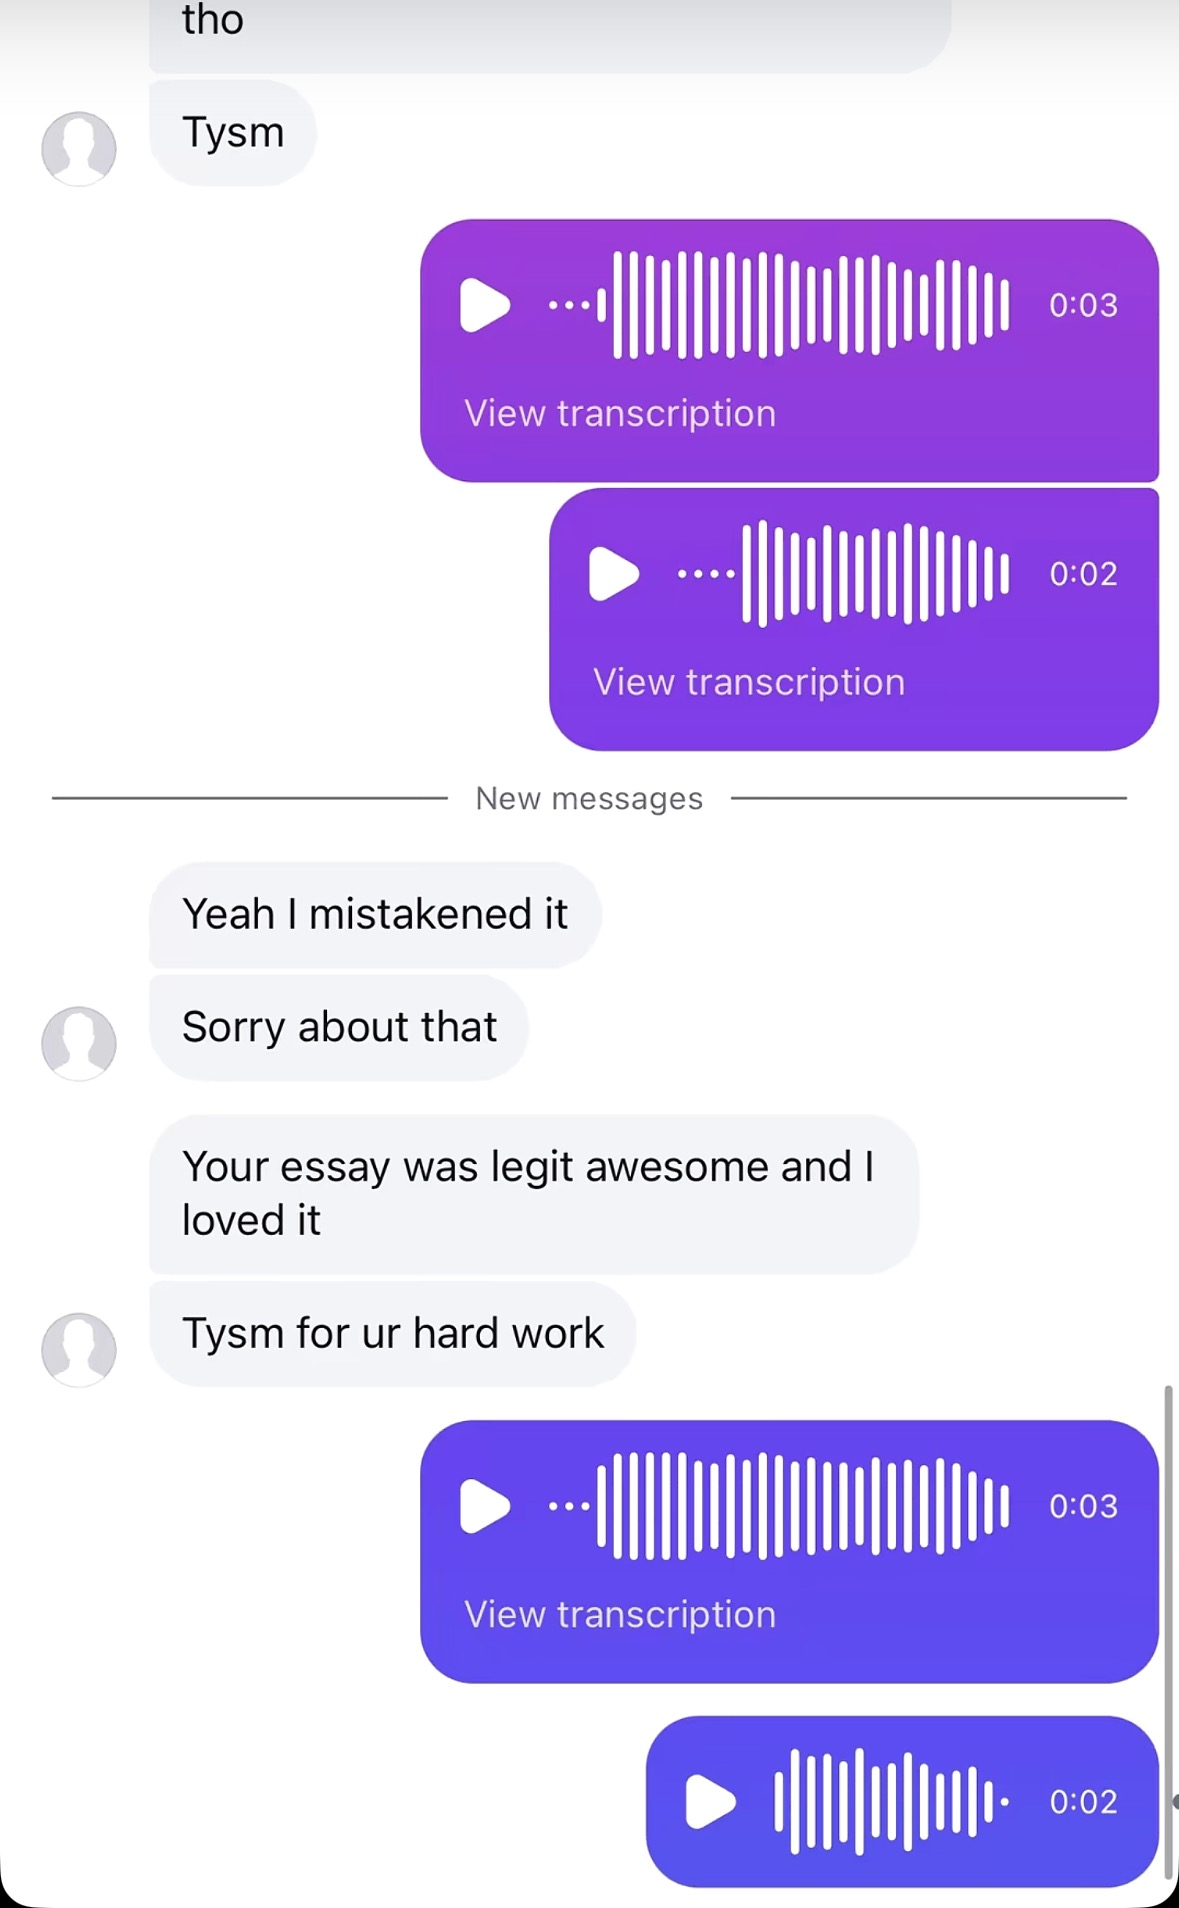 tho
Tysm
0:03
View transcription
0:02
View transcription
New messages
Yeah I mistakened it
Sorry about that
Your essay was legit awesome and I
loved it
Tysm for ur hard work
0:03
View transcription
0:02